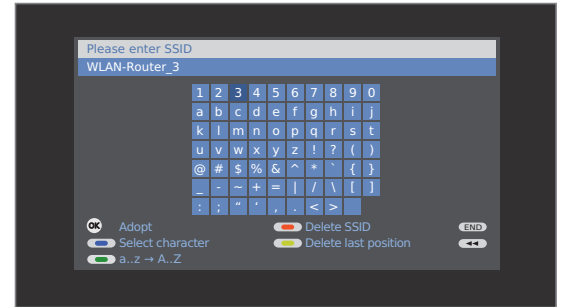 Please enter SSID
WLAN-Router_3
1 2 3 4 5 6 7 8 9 0
a b c d e f g h i j
k l m n o p q r s t
u v w x y z ! ? ( )
@ # $ % & ^ * ` { }
_ - ~ + = | / \ [ ]
: ; “ ‘ , . < >
OK Adopt Delete SSID END
Select character Delete last position ◄◄
a..z → A..Z